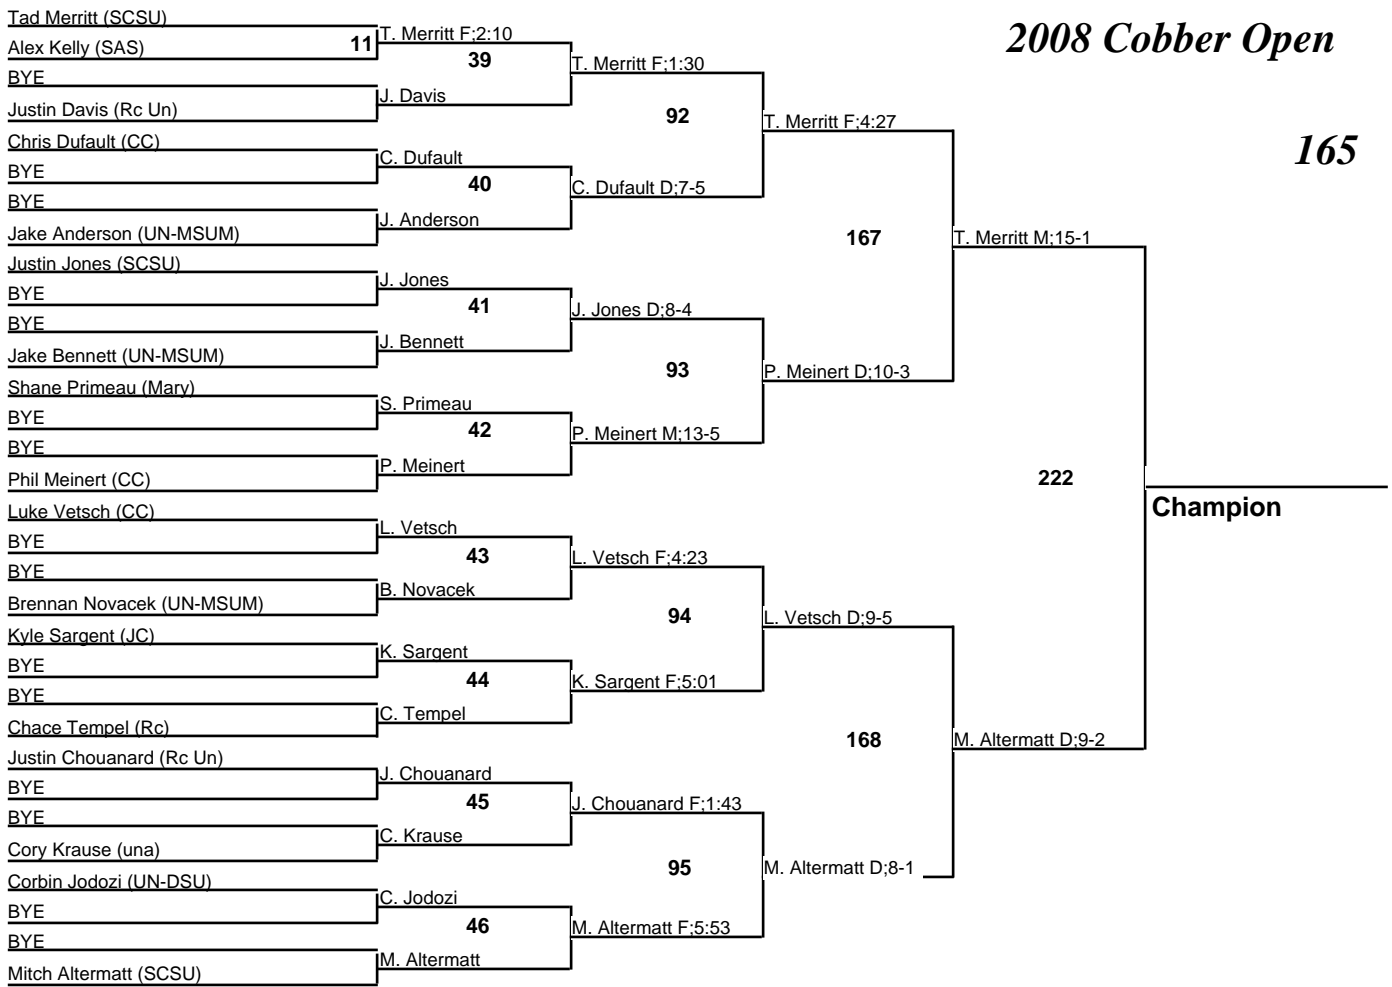 2008 Cobber Open
165
Tad Merritt (SCSU)
Alex Kelly (SAS)
BYE
Justin Davis (Rc Un)
Chris Dufault (CC)
BYE
BYE
Jake Anderson (UN-MSUM)
Justin Jones (SCSU)
BYE
BYE
Jake Bennett (UN-MSUM)
Shane Primeau (Mary)
BYE
BYE
Phil Meinert (CC)
Luke Vetsch (CC)
BYE
BYE
Brennan Novacek (UN-MSUM)
Kyle Sargent (JC)
BYE
BYE
Chace Tempel (Rc)
Justin Chouanard (Rc Un)
BYE
BYE
Cory Krause (una)
Corbin Jodozi (UN-DSU)
BYE
BYE
Mitch Altermatt (SCSU)
11
T. Merritt F;2:10
39
J. Davis
C. Dufault
40
J. Anderson
J. Jones
41
J. Bennett
S. Primeau
42
P. Meinert
L. Vetsch
43
B. Novacek
K. Sargent
44
C. Tempel
J. Chouanard
45
C. Krause
C. Jodozi
46
M. Altermatt
T. Merritt F;1:30
92
C. Dufault D;7-5
J. Jones D;8-4
93
P. Meinert M;13-5
L. Vetsch F;4:23
94
K. Sargent F;5:01
J. Chouanard F;1:43
95
M. Altermatt F;5:53
T. Merritt F;4:27
167
P. Meinert D;10-3
L. Vetsch D;9-5
168
M. Altermatt D;8-1
T. Merritt M;15-1
222
M. Altermatt D;9-2
Champion